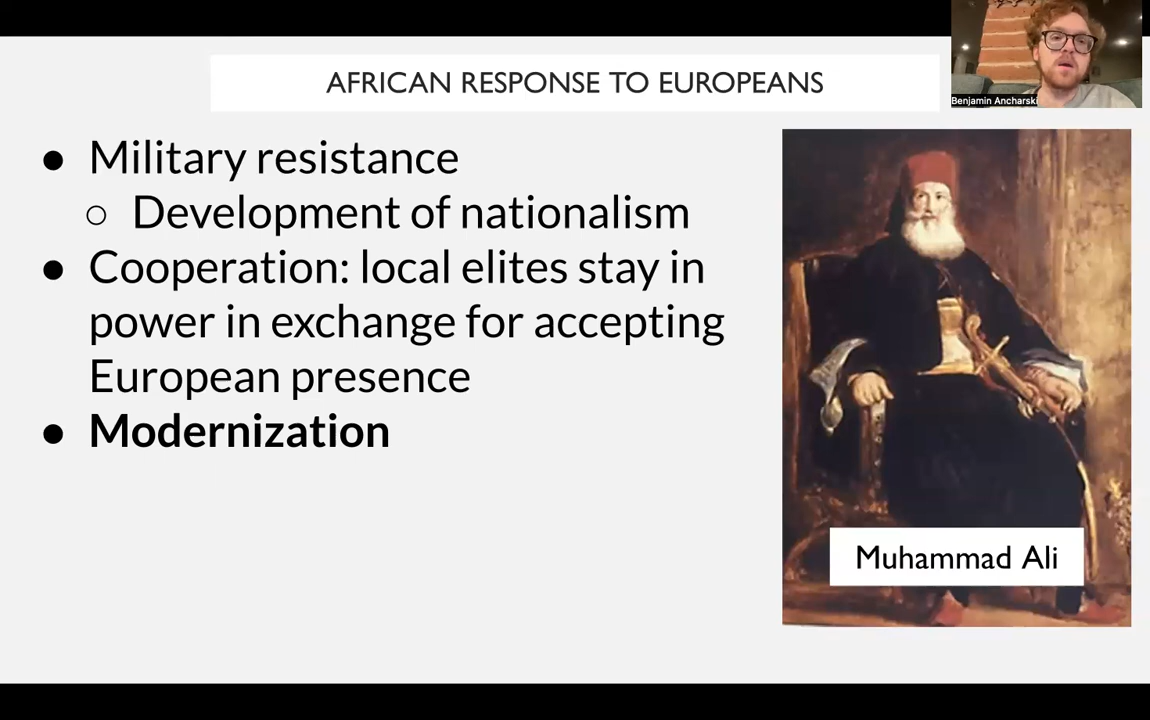 AFRICAN RESPONSE TO EUROPEANS
Benjamin Ancharski
● Military resistance
○ Development of nationalism
● Cooperation: local elites stay in
power in exchange for accepting
European presence
● Modernization
Muhammad Ali